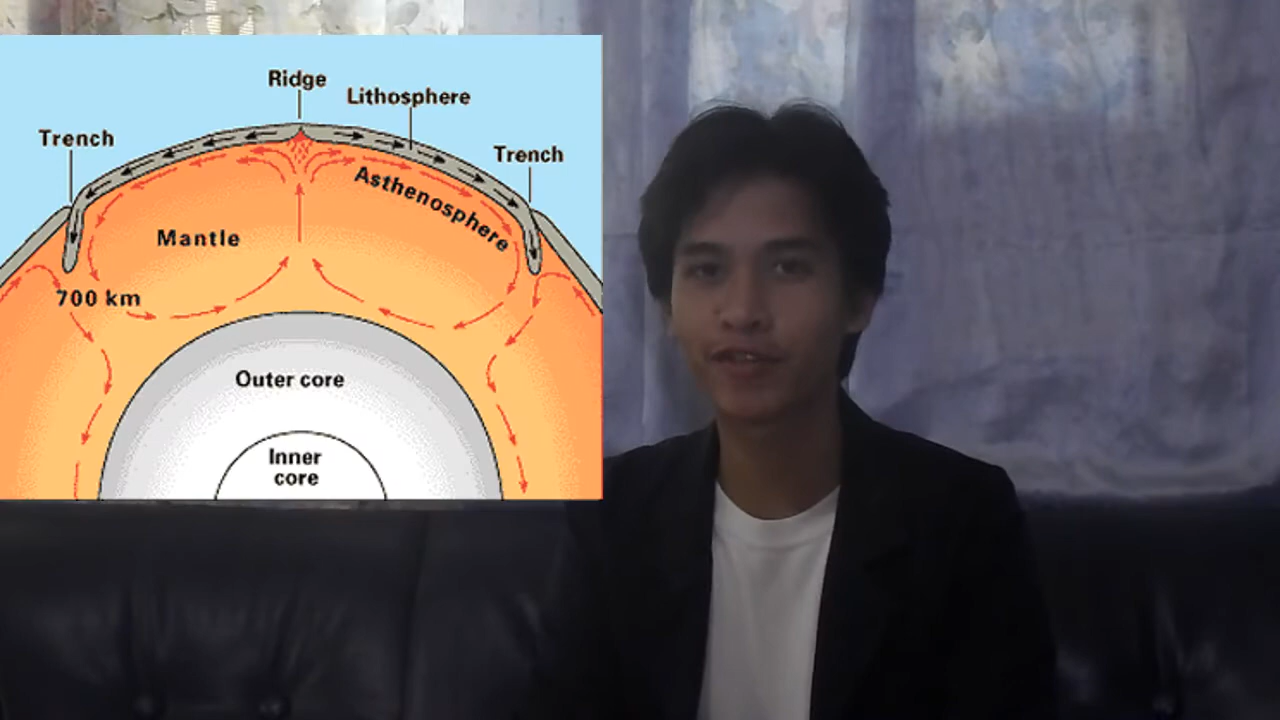 Ridge
Lithosphere
Trench
Trench
Asthenosphere
Mantle
700 km
Outer core
Inner
core